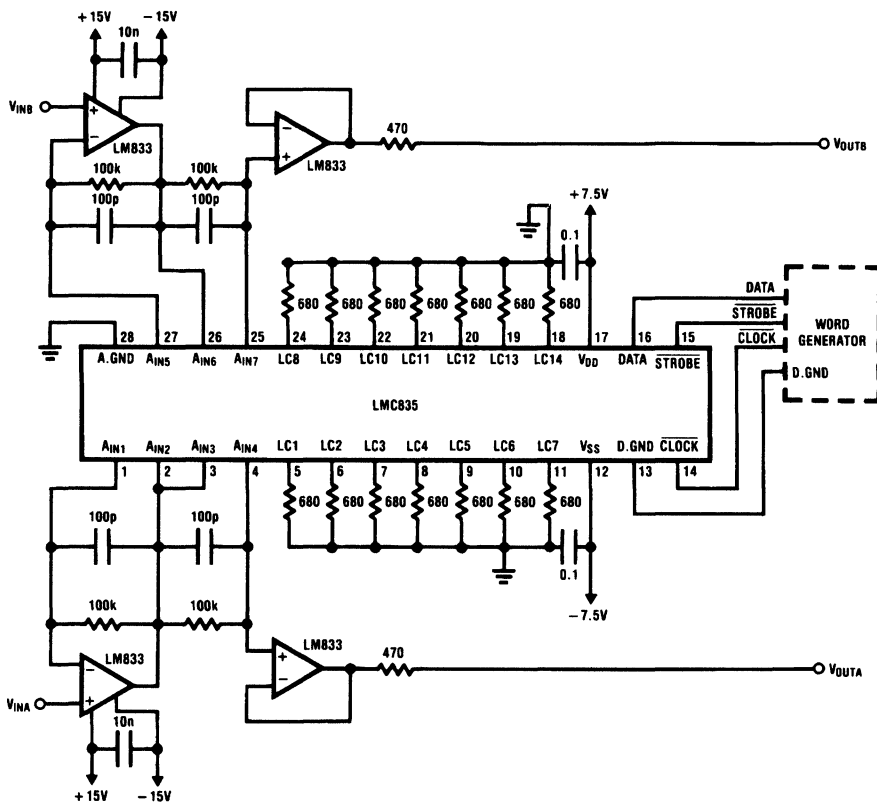 +15V -15V
10n
VINB
+
-
LM833
-
+
LM833
470
VOUTB
100k 100k
100p 100p
+7.5V
0.1
680 680 680 680 680 680 680
DATA
STROBE
CLOCK
D.GND
WORD
GENERATOR
28 27 26 25 24 23 22 21 20 19 18 17 16 15
A.GND AIN5 AIN6 AIN7 LC8 LC9 LC10 LC11 LC12 LC13 LC14 VDD DATA STROBE
LMC835
AIN1 AIN2 AIN3 AIN4 LC1 LC2 LC3 LC4 LC5 LC6 LC7 VSS D.GND CLOCK
1 2 3 4 5 6 7 8 9 10 11 12 13 14
680 680 680 680 680 680 680
100p 100p
0.1
-7.5V
100k 100k
LM833
-
+
VINA
LM833
+
-
470
VOUTA
10n
+15V -15V